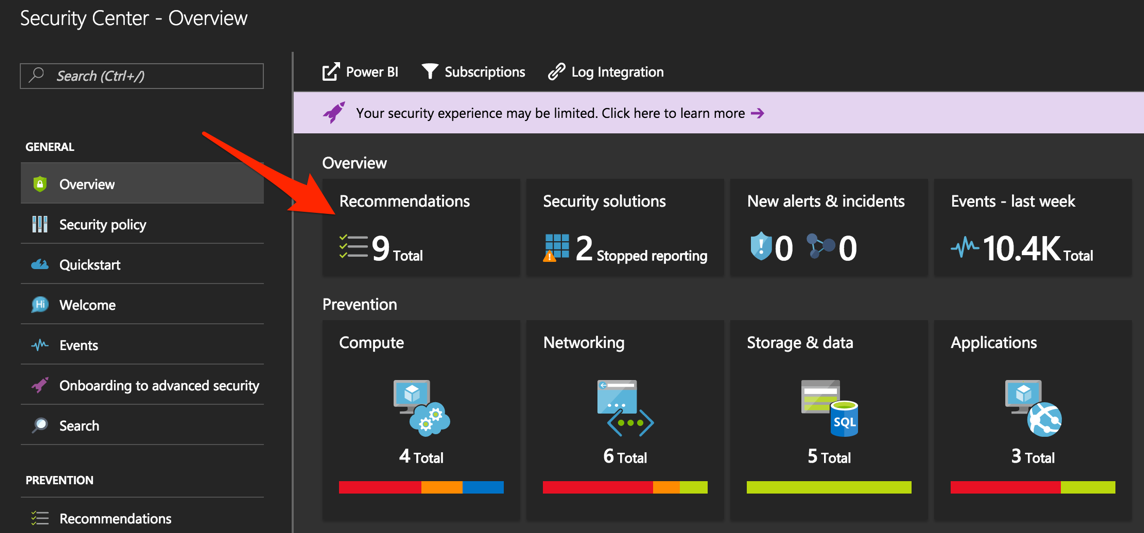 Security Center - Overview
Search (Ctrl+/)
GENERAL
Overview
Security policy
Quickstart
Welcome
Events
Onboarding to advanced security
Search
PREVENTION
Recommendations
Power BI
Subscriptions
Log Integration
Your security experience may be limited. Click here to learn more →
Overview
Recommendations
9 Total
Security solutions
2 Stopped reporting
New alerts & incidents
0 0
Events - last week
10.4K Total
Prevention
Compute
4 Total
Networking
6 Total
Storage & data
SQL
5 Total
Applications
3 Total